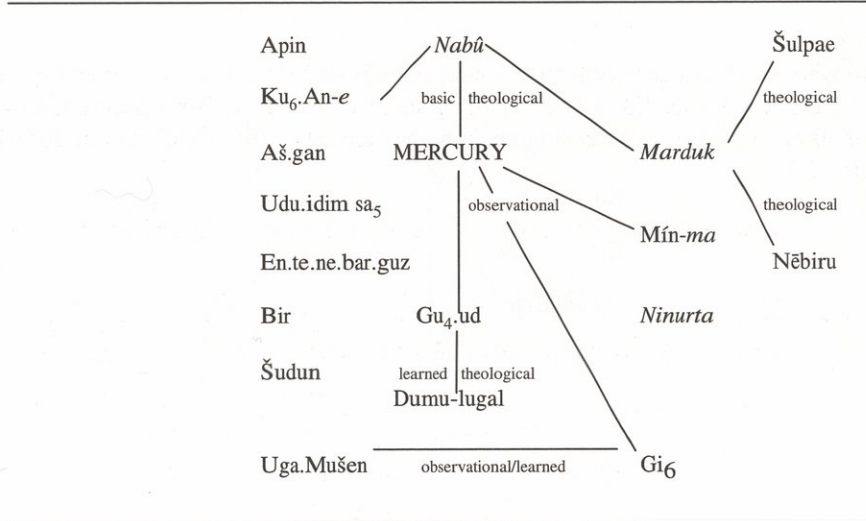 Apin Nabû Šulpae
Ku₆.An-e basic theological theological
Aš.gan MERCURY Marduk
Udu.idim sa₅ observational theological
Mín-ma
En.te.ne.bar.guz Nēbiru
Bir Gu₄.ud Ninurta
Šudun learned theological
Dumu-lugal
Uga.Mušen observational/learned Gi6